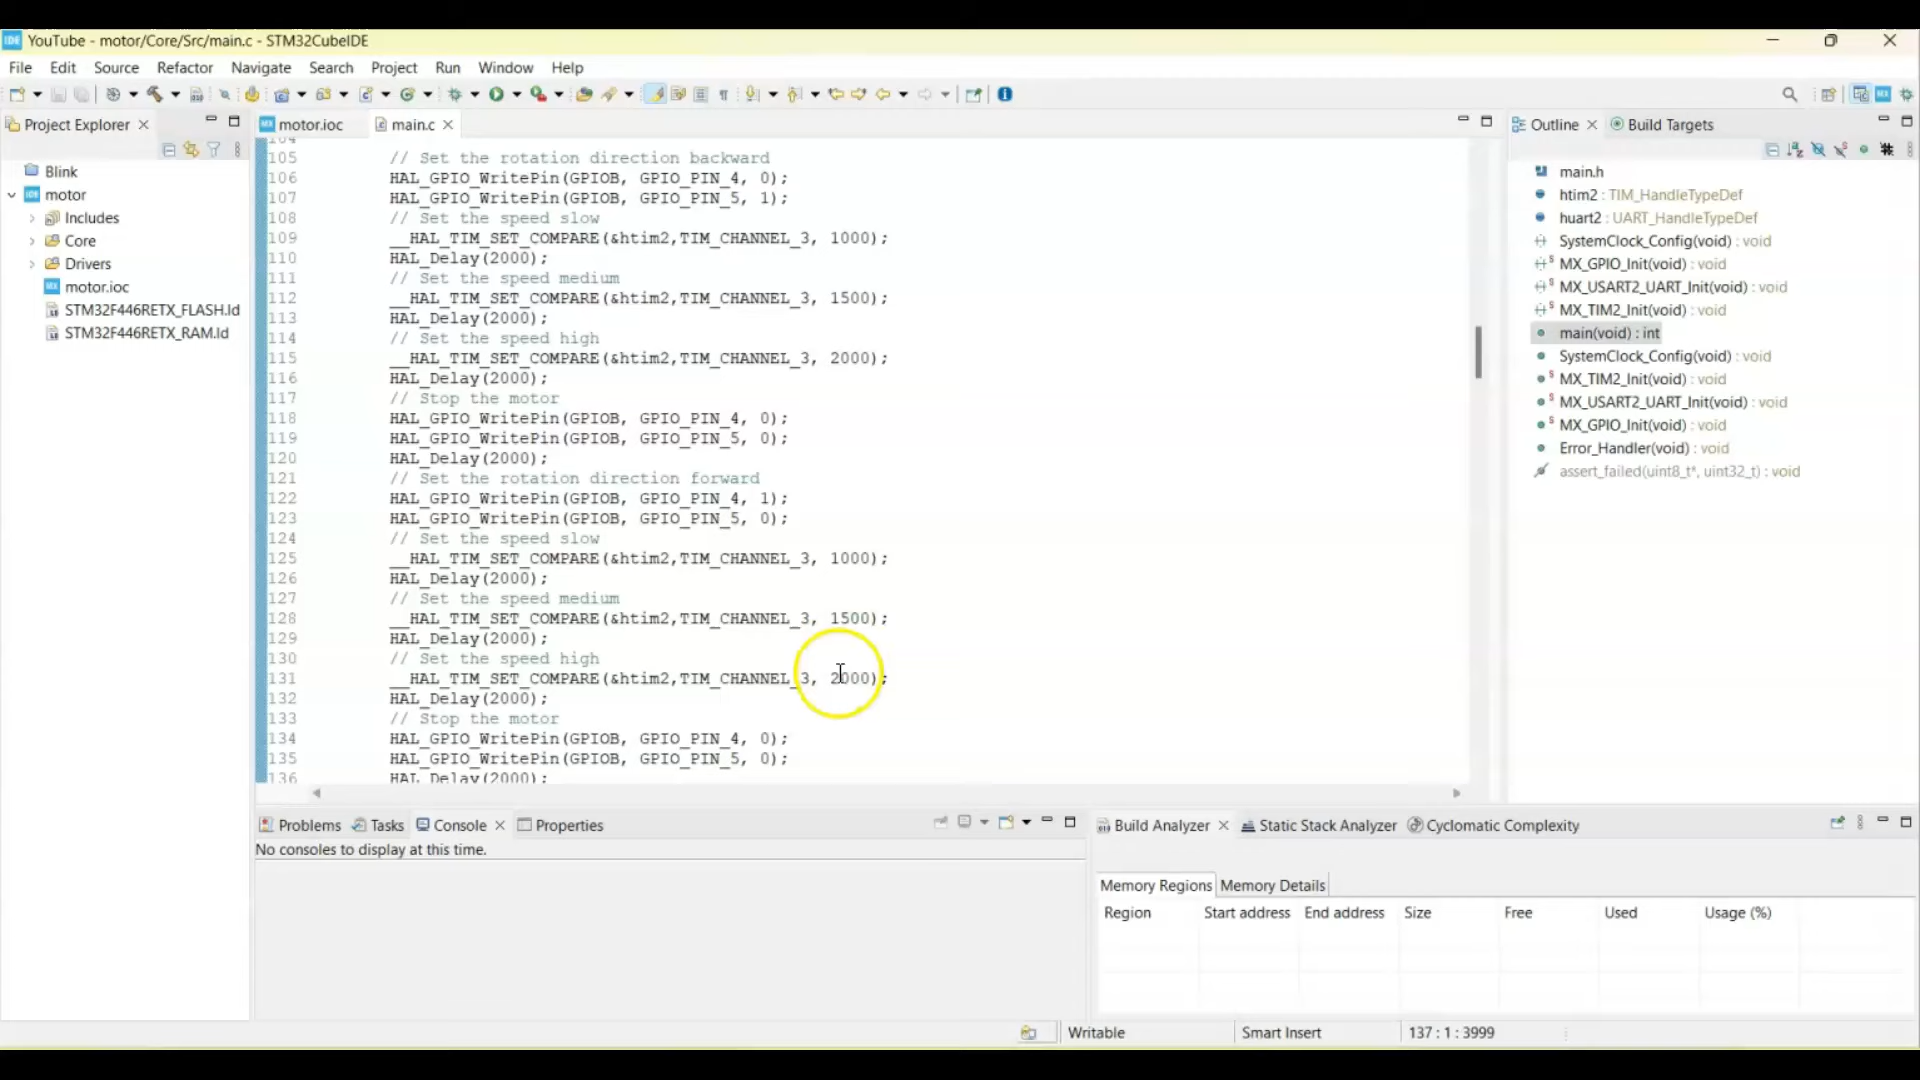 YouTube - motor/Core/Src/main.c - STM32CubeIDE
File Edit Source Refactor Navigate Search Project Run Window Help
Project Explorer
Blink
motor
Includes
Core
Drivers
motor.ioc
STM32F446RETX_FLASH.ld
STM32F446RETX_RAM.ld
motor.ioc main.c
105 // Set the rotation direction backward
106 HAL_GPIO_WritePin(GPIOB, GPIO_PIN_4, 0);
107 HAL_GPIO_WritePin(GPIOB, GPIO_PIN_5, 1);
108 // Set the speed slow
109 __HAL_TIM_SET_COMPARE(&htim2,TIM_CHANNEL_3, 1000);
110 HAL_Delay(2000);
111 // Set the speed medium
112 __HAL_TIM_SET_COMPARE(&htim2,TIM_CHANNEL_3, 1500);
113 HAL_Delay(2000);
114 // Set the speed high
115 __HAL_TIM_SET_COMPARE(&htim2,TIM_CHANNEL_3, 2000);
116 HAL_Delay(2000);
117 // Stop the motor
118 HAL_GPIO_WritePin(GPIOB, GPIO_PIN_4, 0);
119 HAL_GPIO_WritePin(GPIOB, GPIO_PIN_5, 0);
120 HAL_Delay(2000);
121 // Set the rotation direction forward
122 HAL_GPIO_WritePin(GPIOB, GPIO_PIN_4, 1);
123 HAL_GPIO_WritePin(GPIOB, GPIO_PIN_5, 0);
124 // Set the speed slow
125 __HAL_TIM_SET_COMPARE(&htim2,TIM_CHANNEL_3, 1000);
126 HAL_Delay(2000);
127 // Set the speed medium
128 __HAL_TIM_SET_COMPARE(&htim2,TIM_CHANNEL_3, 1500);
129 HAL_Delay(2000);
130 // Set the speed high
131 __HAL_TIM_SET_COMPARE(&htim2,TIM_CHANNEL_3, 2000);
132 HAL_Delay(2000);
133 // Stop the motor
134 HAL_GPIO_WritePin(GPIOB, GPIO_PIN_4, 0);
135 HAL_GPIO_WritePin(GPIOB, GPIO_PIN_5, 0);
136 HAL_Delay(2000);
Outline Build Targets
main.h
htim2 : TIM_HandleTypeDef
huart2 : UART_HandleTypeDef
SystemClock_Config(void) : void
MX_GPIO_Init(void) : void
MX_USART2_UART_Init(void) : void
MX_TIM2_Init(void) : void
main(void) : int
SystemClock_Config(void) : void
MX_TIM2_Init(void) : void
MX_USART2_UART_Init(void) : void
MX_GPIO_Init(void) : void
Error_Handler(void) : void
assert_failed(uint8_t*, uint32_t) : void
Problems Tasks Console Properties
No consoles to display at this time.
Build Analyzer Static Stack Analyzer Cyclomatic Complexity
Memory Regions Memory Details
Region Start address End address Size Free Used Usage (%)
Writable Smart Insert 137 : 1 : 3999